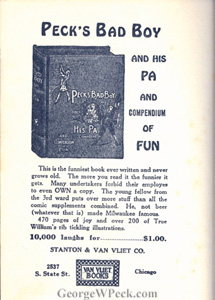 PECK'S BAD BOY
AND HIS
PA
AND
COMPENDIUM
OF
FUN
PECK'S BAD BOY
AND
HIS PA
This is the funniest book ever written and never
grows old. The more you read it the funnier it
gets. Many undertakers forbid their employes
to even OWN a copy. The young fellow from
the 3rd ward puts over more stuff than all the
comic supplements combined. He, not beer
(whatever that is) made Milwaukee famous.
470 pages of joy and over 200 of True
William's rib tickling illustrations.
10,000 laughs for $1.00.
STANTON & VAN VLIET CO.
2537
S. State St.
VAN VLIET
BOOKS
Chicago
GeorgeWPeck.com